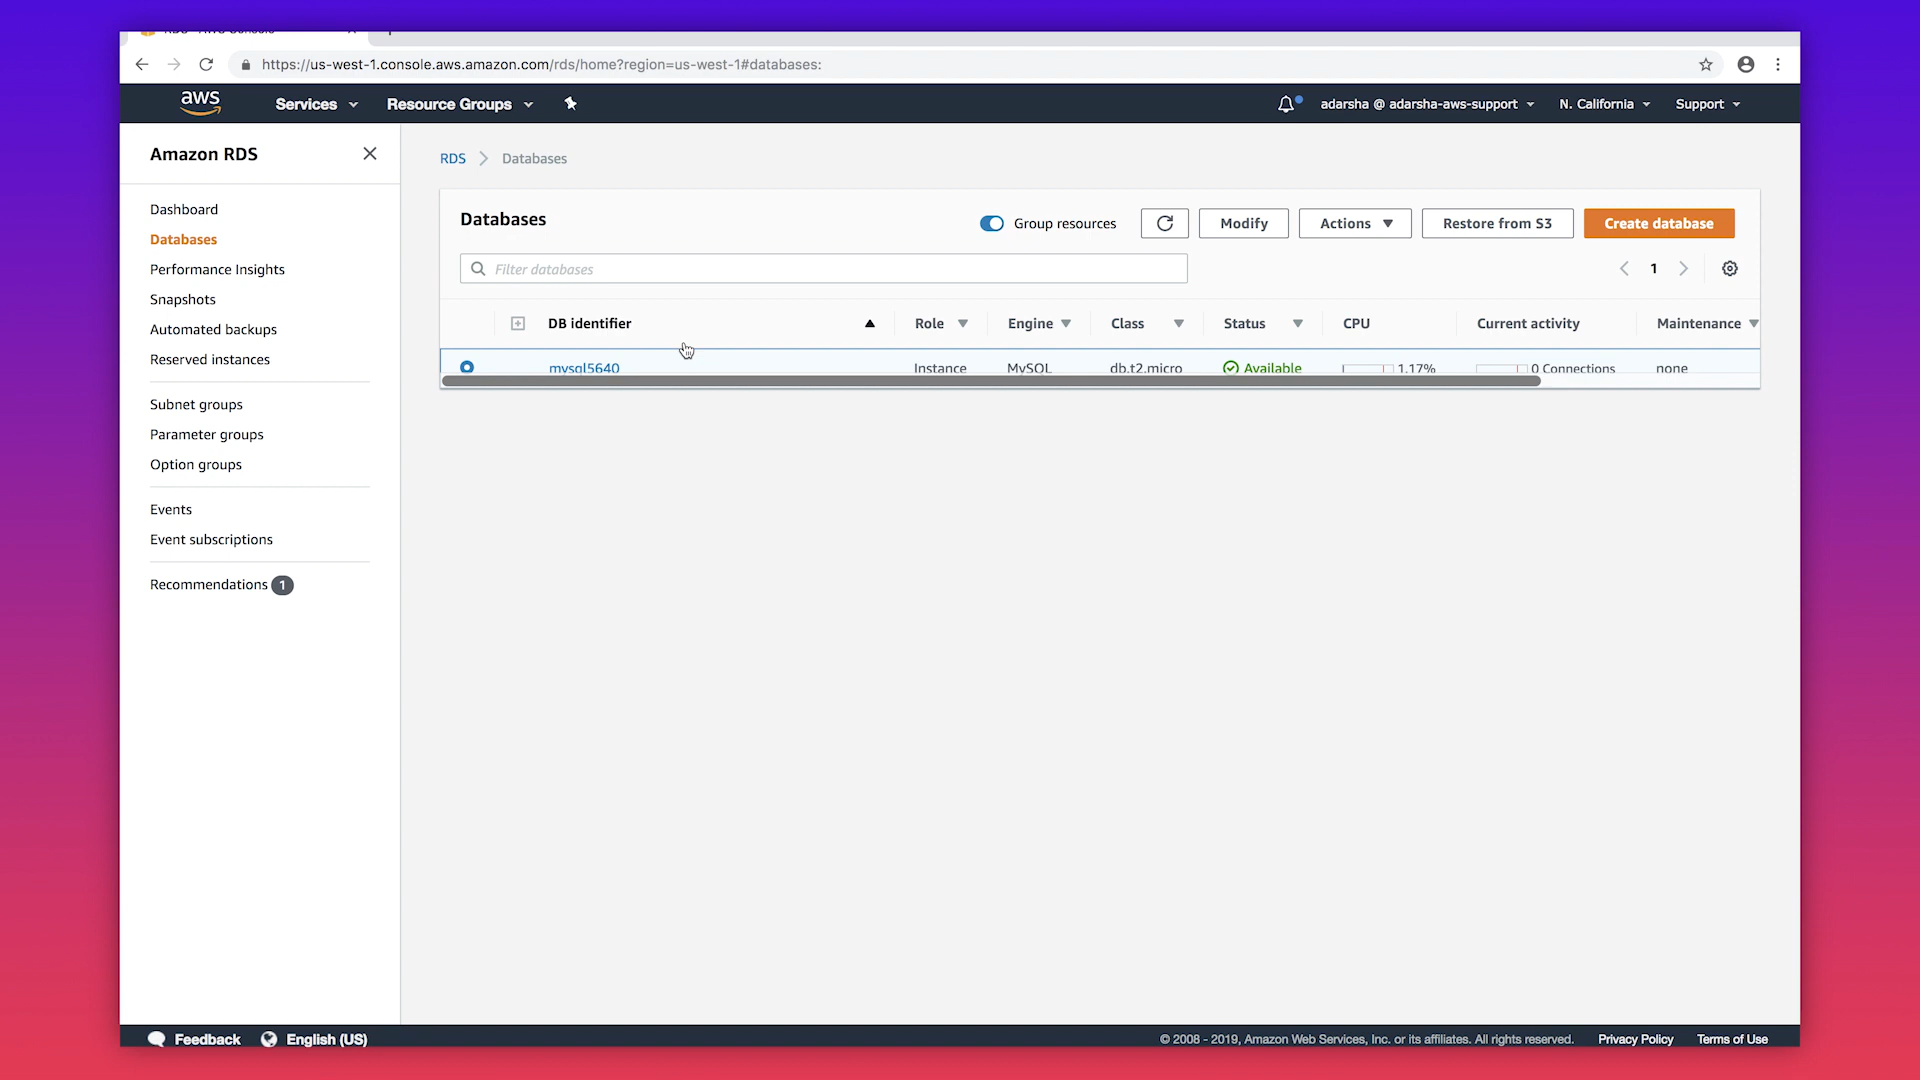 https://us-west-1.console.aws.amazon.com/rds/home?region=us-west-1#databases:
aws Services Resource Groups adarsha @ adarsha-aws-support N. California Support
Amazon RDS
Dashboard
Databases
Performance Insights
Snapshots
Automated backups
Reserved instances
Subnet groups
Parameter groups
Option groups
Events
Event subscriptions
Recommendations 1
RDS Databases
Databases
Group resources Modify Actions Restore from S3 Create database
Filter databases
1
DB identifier Role Engine Class Status CPU Current activity Maintenance
mysql5640 Instance MySQL db.t2.micro Available 1.17% 0 Connections none
Feedback English (US)
© 2008 - 2019, Amazon Web Services, Inc. or its affiliates. All rights reserved. Privacy Policy Terms of Use